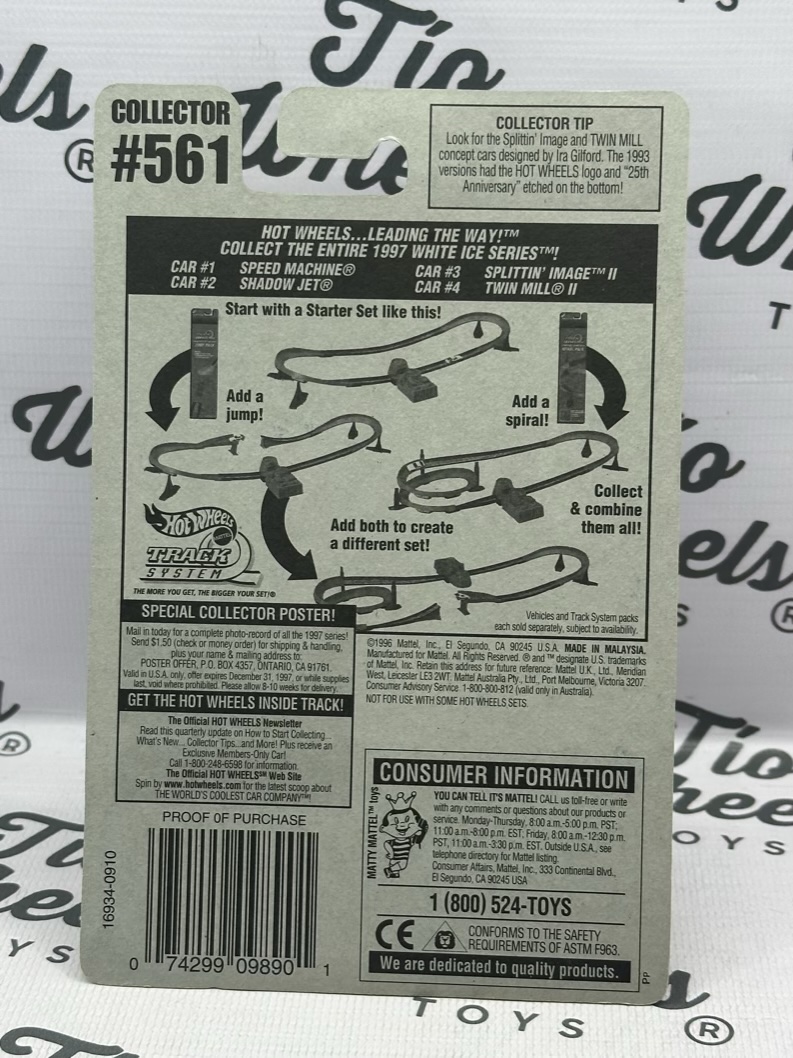 COLLECTOR
#561
COLLECTOR TIP
Look for the Splittin' Image and TWIN MILL
concept cars designed by Ira Gilford. The 1993
versions had the HOT WHEELS logo and "25th
Anniversary" etched on the bottom!
HOT WHEELS...LEADING THE WAY!™
COLLECT THE ENTIRE 1997 WHITE ICE SERIES™!
CAR #1 SPEED MACHINE® CAR #3 SPLITTIN' IMAGE™ II
CAR #2 SHADOW JET® CAR #4 TWIN MILL® II
Start with a Starter Set like this!
Add a
jump!
Add a
spiral!
Collect
& combine
them all!
Add both to create
a different set!
HOT WHEELS
MATTEL
TRACK
SYSTEM
THE MORE YOU GET, THE BIGGER YOUR SET!®
Vehicles and Track System packs
each sold separately, subject to availability.
SPECIAL COLLECTOR POSTER!
Mail in today for a complete photo-record of all the 1997 series!
Send $1.50 (check or money order) for shipping & handling,
plus your name & mailing address to:
POSTER OFFER, P.O. BOX 4357, ONTARIO, CA 91761.
Valid in U.S.A. only, offer expires December 31, 1997, or while supplies
last, void where prohibited. Please allow 8-10 weeks for delivery.
GET THE HOT WHEELS INSIDE TRACK!
The Official HOT WHEELS Newsletter
Read this quarterly update on How to Start Collecting...
What's New... Collector Tips...and More! Plus receive an
Exclusive Members-Only Car!
Call 1-800-248-6598 for information.
The Official HOT WHEELS℠ Web Site
Spin by www.hotwheels.com for the latest scoop about
THE WORLD'S COOLEST CAR COMPANY™!
©1996 Mattel, Inc., El Segundo, CA 90245 U.S.A. MADE IN MALAYSIA.
Manufactured for Mattel. All Rights Reserved. ® and ™ designate U.S. trademarks
of Mattel, Inc. Retain this address for future reference: Mattel U.K., Ltd., Meridian
West, Leicester LE3 2WT. Mattel Australia Pty., Ltd., Port Melbourne, Victoria 3207.
Consumer Advisory Service 1-800-800-812 (valid only in Australia).
NOT FOR USE WITH SOME HOT WHEELS SETS.
PROOF OF PURCHASE
16934-0910
0 74299 09890 1
CONSUMER INFORMATION
MATTY MATTEL™ toys
YOU CAN TELL IT'S MATTEL! CALL us toll-free or write
with any comments or questions about our products or
service. Monday-Thursday, 8:00 a.m.-5:00 p.m. PST;
11:00 a.m.-8:00 p.m. EST, Friday, 8:00 a.m.-12:30 p.m.
PST, 11:00 a.m.-3:30 p.m. EST. Outside U.S.A., see
telephone directory for Mattel listing.
Consumer Affairs, Mattel, Inc., 333 Continental Blvd.,
El Segundo, CA 90245 USA
1 (800) 524-TOYS
CE
CONFORMS TO THE SAFETY
REQUIREMENTS OF ASTM F963.
We are dedicated to quality products.
PP
Tio
Wheels
TOYS
®